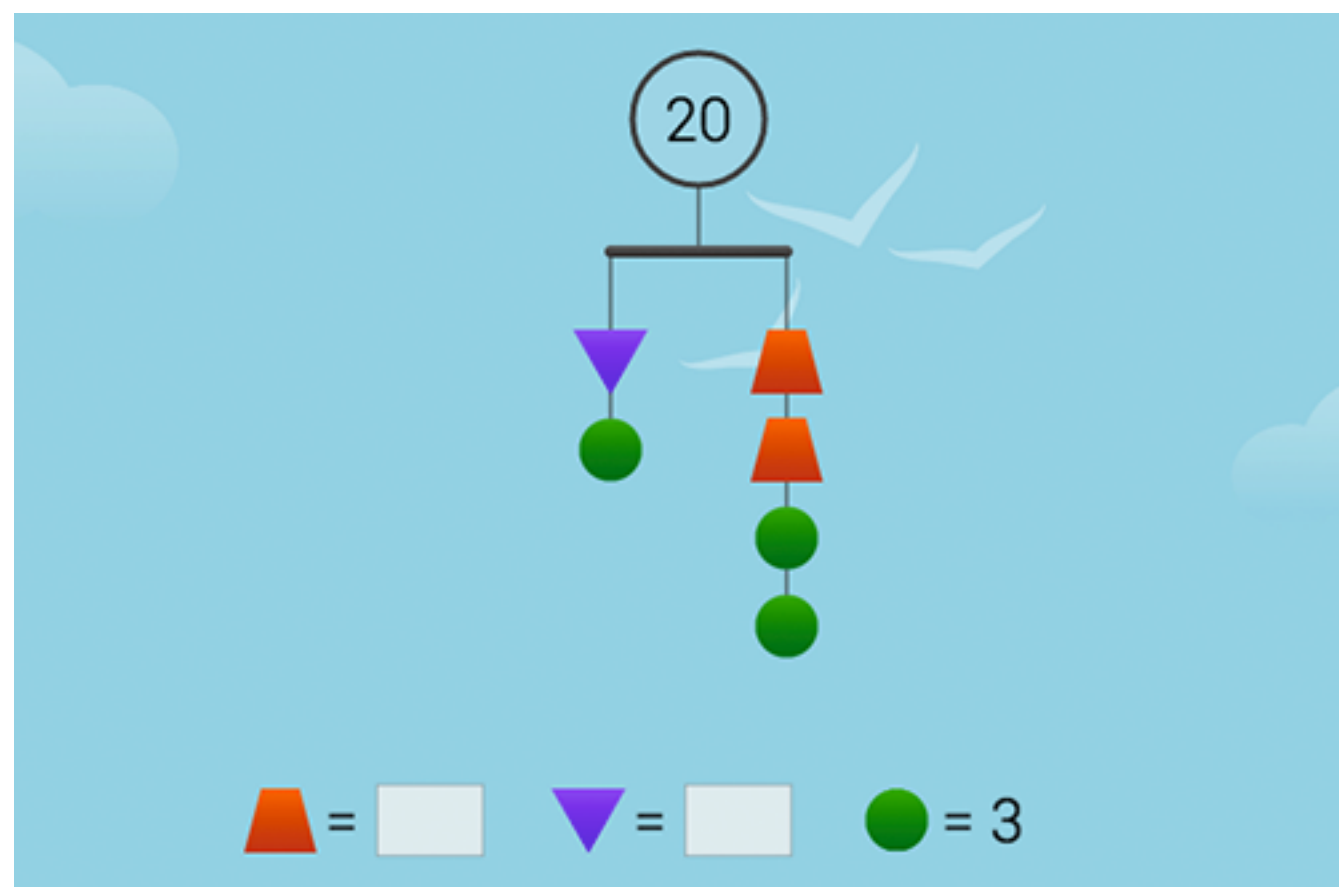 20
= = = 3